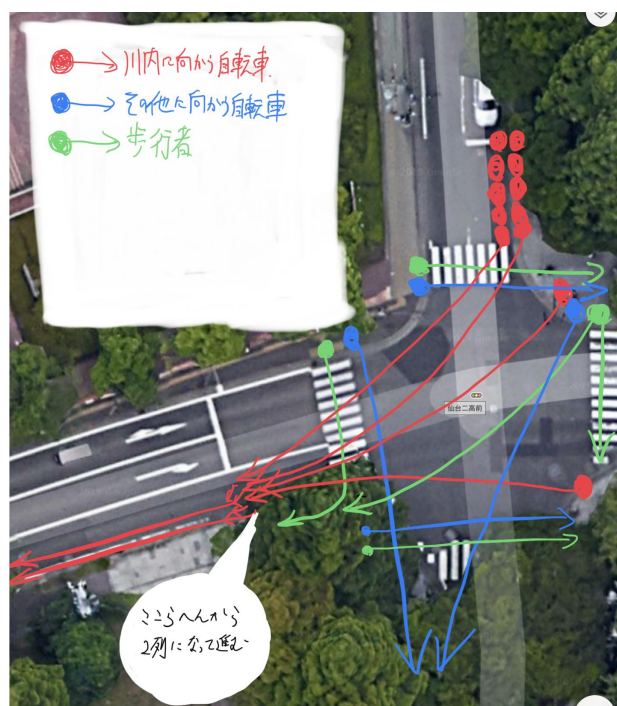 川内に向かう自転車
その他に向かう自転車
歩行者
仙台二高前
ここらへんから
2列になって進む